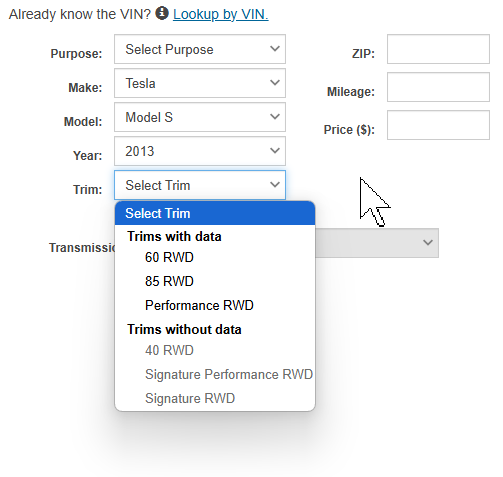 Already know the VIN? Lookup by VIN.
Purpose: Select Purpose ZIP:
Make: Tesla Mileage:
Model: Model S Price ($):
Year: 2013
Trim: Select Trim
Select Trim
Trims with data
60 RWD
Transmissio
85 RWD
Performance RWD
Trims without data
40 RWD
Signature Performance RWD
Signature RWD